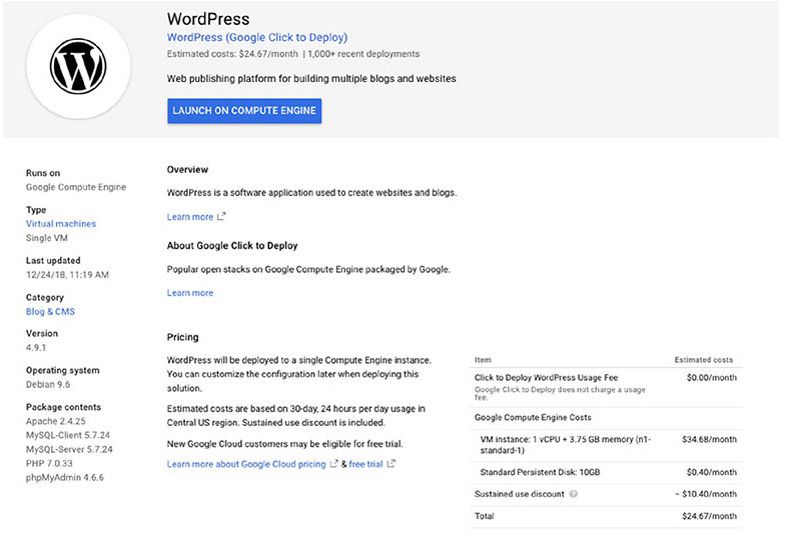 WordPress
WordPress (Google Click to Deploy)
Estimated costs: $24.67/month | 1,000+ recent deployments
Web publishing platform for building multiple blogs and websites
LAUNCH ON COMPUTE ENGINE
Runs on
Google Compute Engine
Type
Virtual machines
Single VM
Last updated
12/24/18, 11:19 AM
Category
Blog & CMS
Version
4.9.1
Operating system
Debian 9.6
Package contents
Apache 2.4.25
MySQL-Client 5.7.24
MySQL-Server 5.7.24
PHP 7.0.33
phpMyAdmin 4.6.6
Overview
WordPress is a software application used to create websites and blogs.
Learn more
About Google Click to Deploy
Popular open stacks on Google Compute Engine packaged by Google.
Learn more
Pricing
WordPress will be deployed to a single Compute Engine instance.
You can customize the configuration later when deploying this
solution.
Estimated costs are based on 30-day, 24 hours per day usage in
Central US region. Sustained use discount is included.
New Google Cloud customers may be eligible for free trial.
Learn more about Google Cloud pricing & free trial
Item Estimated costs
Click to Deploy WordPress Usage Fee $0.00/month
Google Click to Deploy does not charge a usage
fee.
Google Compute Engine Costs
VM instance: 1 vCPU + 3.75 GB memory (n1-
standard-1) $34.68/month
Standard Persistent Disk: 10GB $0.40/month
Sustained use discount − $10.40/month
Total $24.67/month